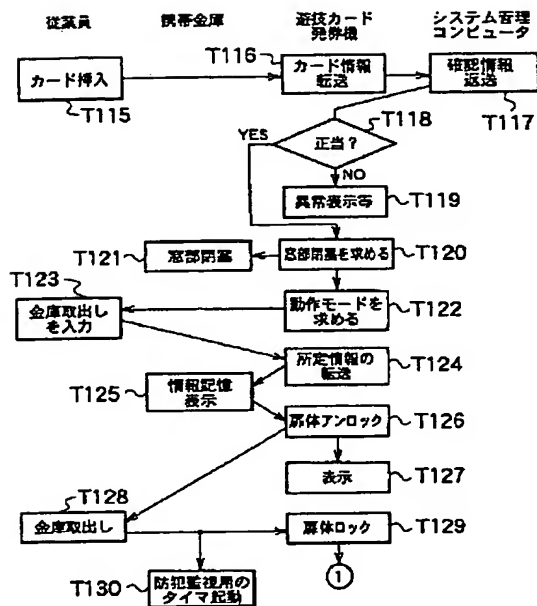 従業員
携帯金庫
遊技カード
発券機
システム管理
コンピュータ
T116
カード挿入
カード情報
転送
確認情報
返送
T115
T117
T118
正当?
YES
NO
異常表示等
T119
T121
窓部閉塞
窓部閉塞を求める
T120
T123
金庫取出し
を入力
動作モードを
求める
T122
所定情報の
転送
T124
T125
情報記憶
表示
扉体アンロック
T126
表示
T127
T128
金庫取出し
扉体ロック
T129
T130
防犯監視用の
タイマ起動
1